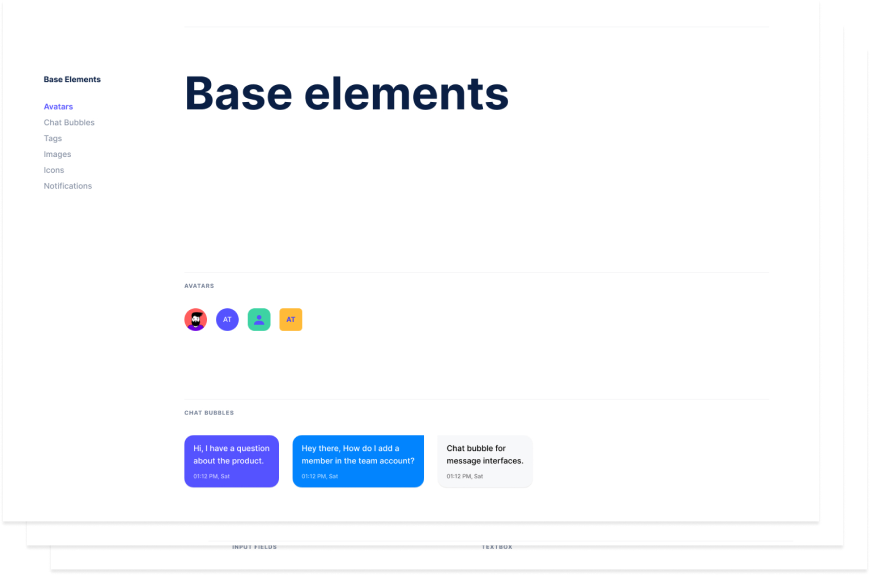 Base Elements
Avatars
Chat Bubbles
Tags
Images
Icons
Notifications
Base elements
AVATARS
AT
AT
CHAT BUBBLES
Hi, I have a question
about the product.
01:12 PM, Sat
Hey there, How do I add a
member in the team account?
01:12 PM, Sat
Chat bubble for
message interfaces.
01:12 PM, Sat
INPUT FIELDS
TEXTBOX